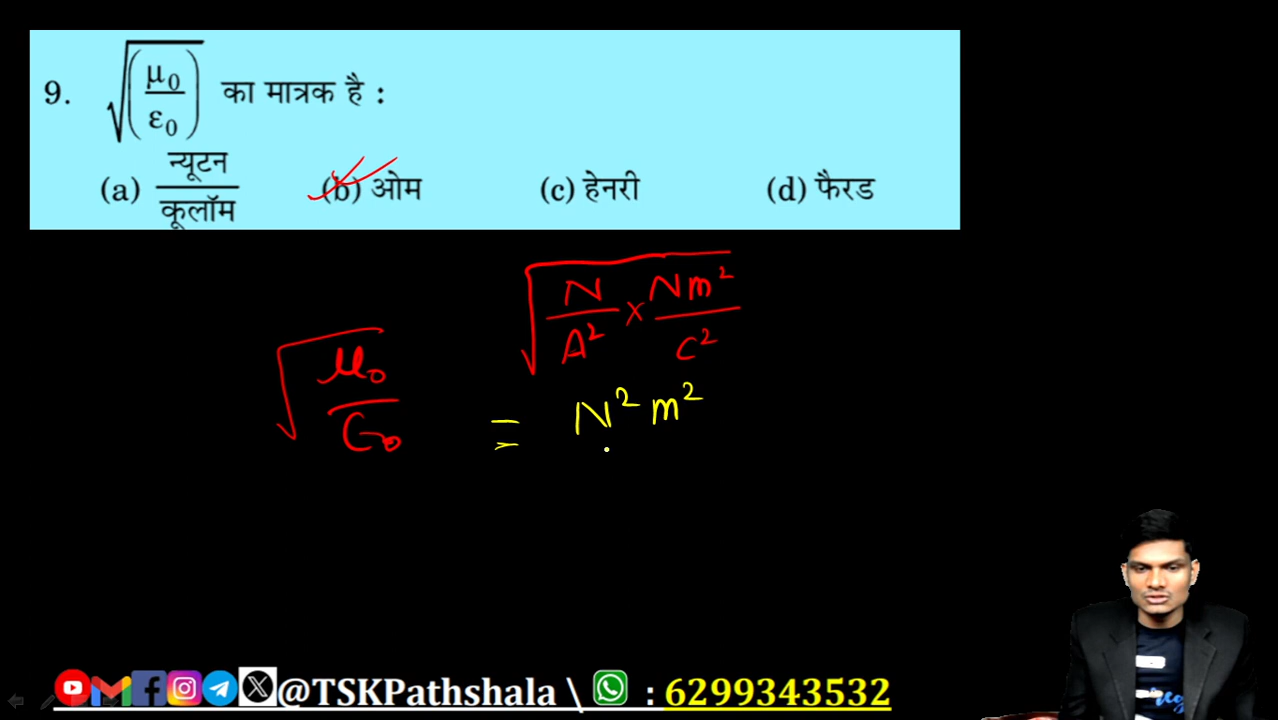 9. √(μ₀/ε₀) का मात्रक है :
(a) न्यूटन/कूलॉम (b) ओम (c) हेनरी (d) फैरड
√(N/A² × Nm²/C²)
√(μ₀/ε₀)
= N² m²
@TSKPathshala \ : 6299343532